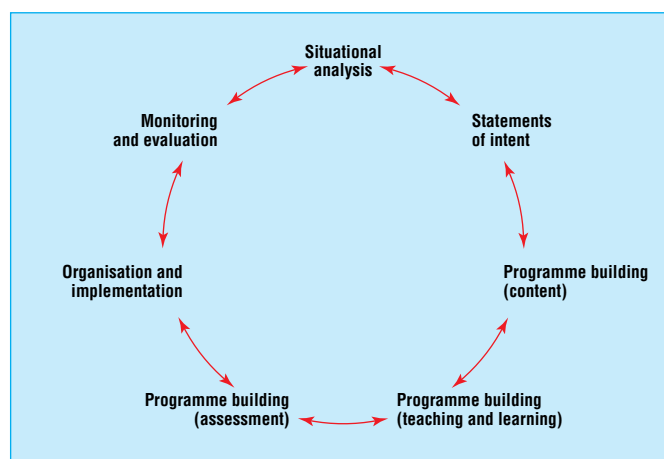 Situational
analysis
Statements
of intent
Programme building
(content)
Programme building
(teaching and learning)
Programme building
(assessment)
Organisation and
implementation
Monitoring
and evaluation